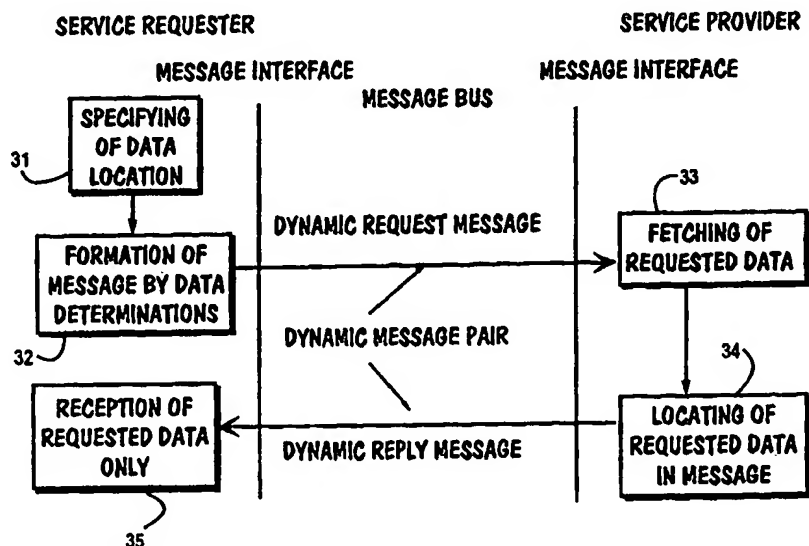 SERVICE REQUESTER
SERVICE PROVIDER
MESSAGE INTERFACE
MESSAGE INTERFACE
MESSAGE BUS
SPECIFYING
OF DATA
LOCATION
31
FORMATION OF
MESSAGE BY DATA
DETERMINATIONS
32
DYNAMIC REQUEST MESSAGE
33
FETCHING OF
REQUESTED DATA
DYNAMIC MESSAGE PAIR
34
LOCATING OF
REQUESTED DATA
IN MESSAGE
DYNAMIC REPLY MESSAGE
RECEPTION OF
REQUESTED DATA
ONLY
35